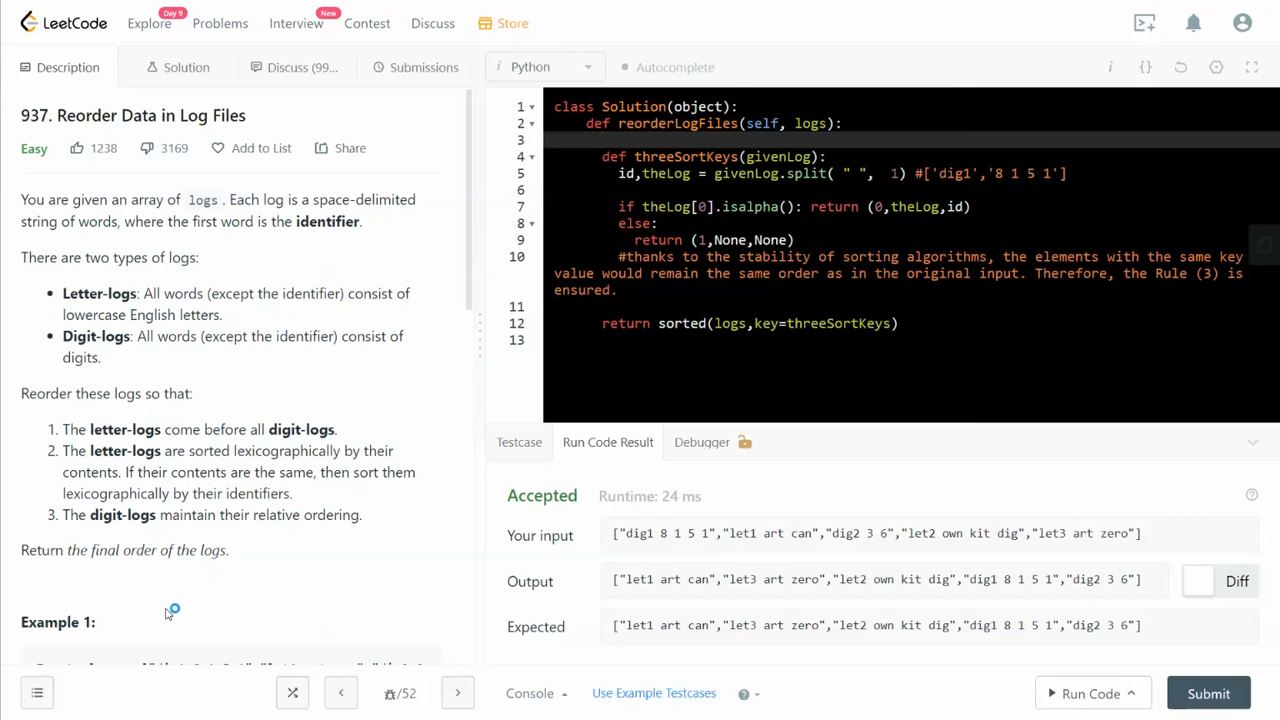 LeetCode Explore Day 9 Problems Interview New Contest Discuss Store
Description Solution Discuss (99... Submissions i Python Autocomplete
937. Reorder Data in Log Files
Easy 1238 3169 Add to List Share
You are given an array of logs. Each log is a space-delimited
string of words, where the first word is the identifier.
There are two types of logs:
• Letter-logs: All words (except the identifier) consist of
lowercase English letters.
• Digit-logs: All words (except the identifier) consist of
digits.
Reorder these logs so that:
1. The letter-logs come before all digit-logs.
2. The letter-logs are sorted lexicographically by their
contents. If their contents are the same, then sort them
lexicographically by their identifiers.
3. The digit-logs maintain their relative ordering.
Return the final order of the logs.
Example 1:
1 class Solution(object):
2 def reorderLogFiles(self, logs):
3
4 def threeSortKeys(givenLog):
5 id,theLog = givenLog.split( " ", 1) #['dig1','8 1 5 1']
6
7 if theLog[0].isalpha(): return (0,theLog,id)
8 else:
9 return (1,None,None)
10 #thanks to the stability of sorting algorithms, the elements with the same key
value would remain the same order as in the original input. Therefore, the Rule (3) is
ensured.
11
12 return sorted(logs,key=threeSortKeys)
13
Testcase Run Code Result Debugger
Accepted Runtime: 24 ms
Your input ["dig1 8 1 5 1","let1 art can","dig2 3 6","let2 own kit dig","let3 art zero"]
Output ["let1 art can","let3 art zero","let2 own kit dig","dig1 8 1 5 1","dig2 3 6"] Diff
Expected ["let1 art can","let3 art zero","let2 own kit dig","dig1 8 1 5 1","dig2 3 6"]
/52 Console Use Example Testcases Run Code Submit